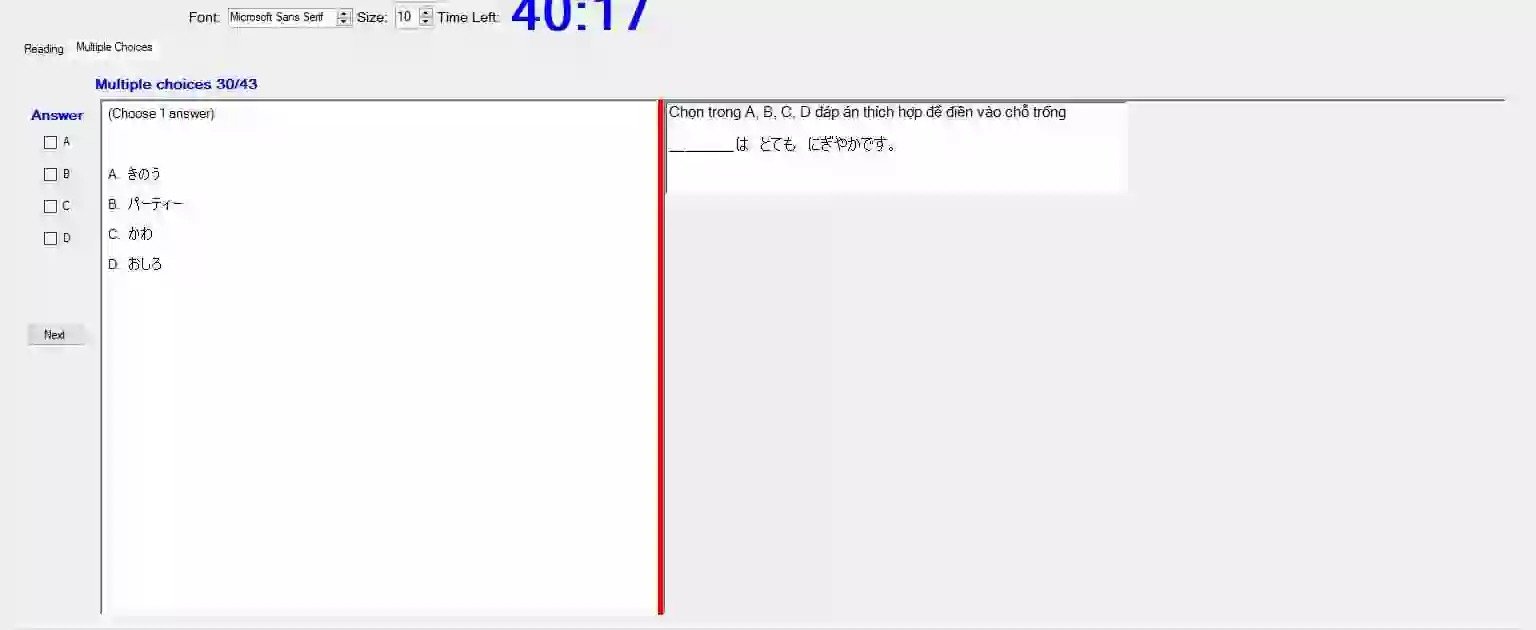 Font: Microsoft Sans Serif Size: 10 Time Left: 40:17
Reading Multiple Choices
Multiple choices 30/43
Answer
A
B
C
D
Next
(Choose 1 answer)
A. きのう
B. パーティー
C. かわ
D. おしろ
Chọn trong A, B, C, D đáp án thích hợp để điền vào chỗ trống
________は とても にぎやかです。